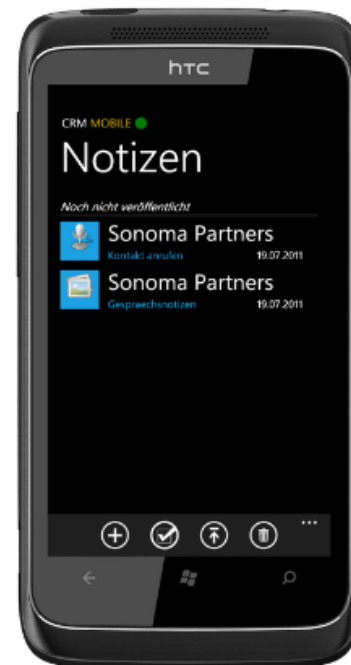 hTC
CRM MOBILE
Notizen
Noch nicht veröffentlicht
Sonoma Partners
Kontakt anrufen 19.07.2011
Sonoma Partners
Gespraechsnotizen 19.07.2011